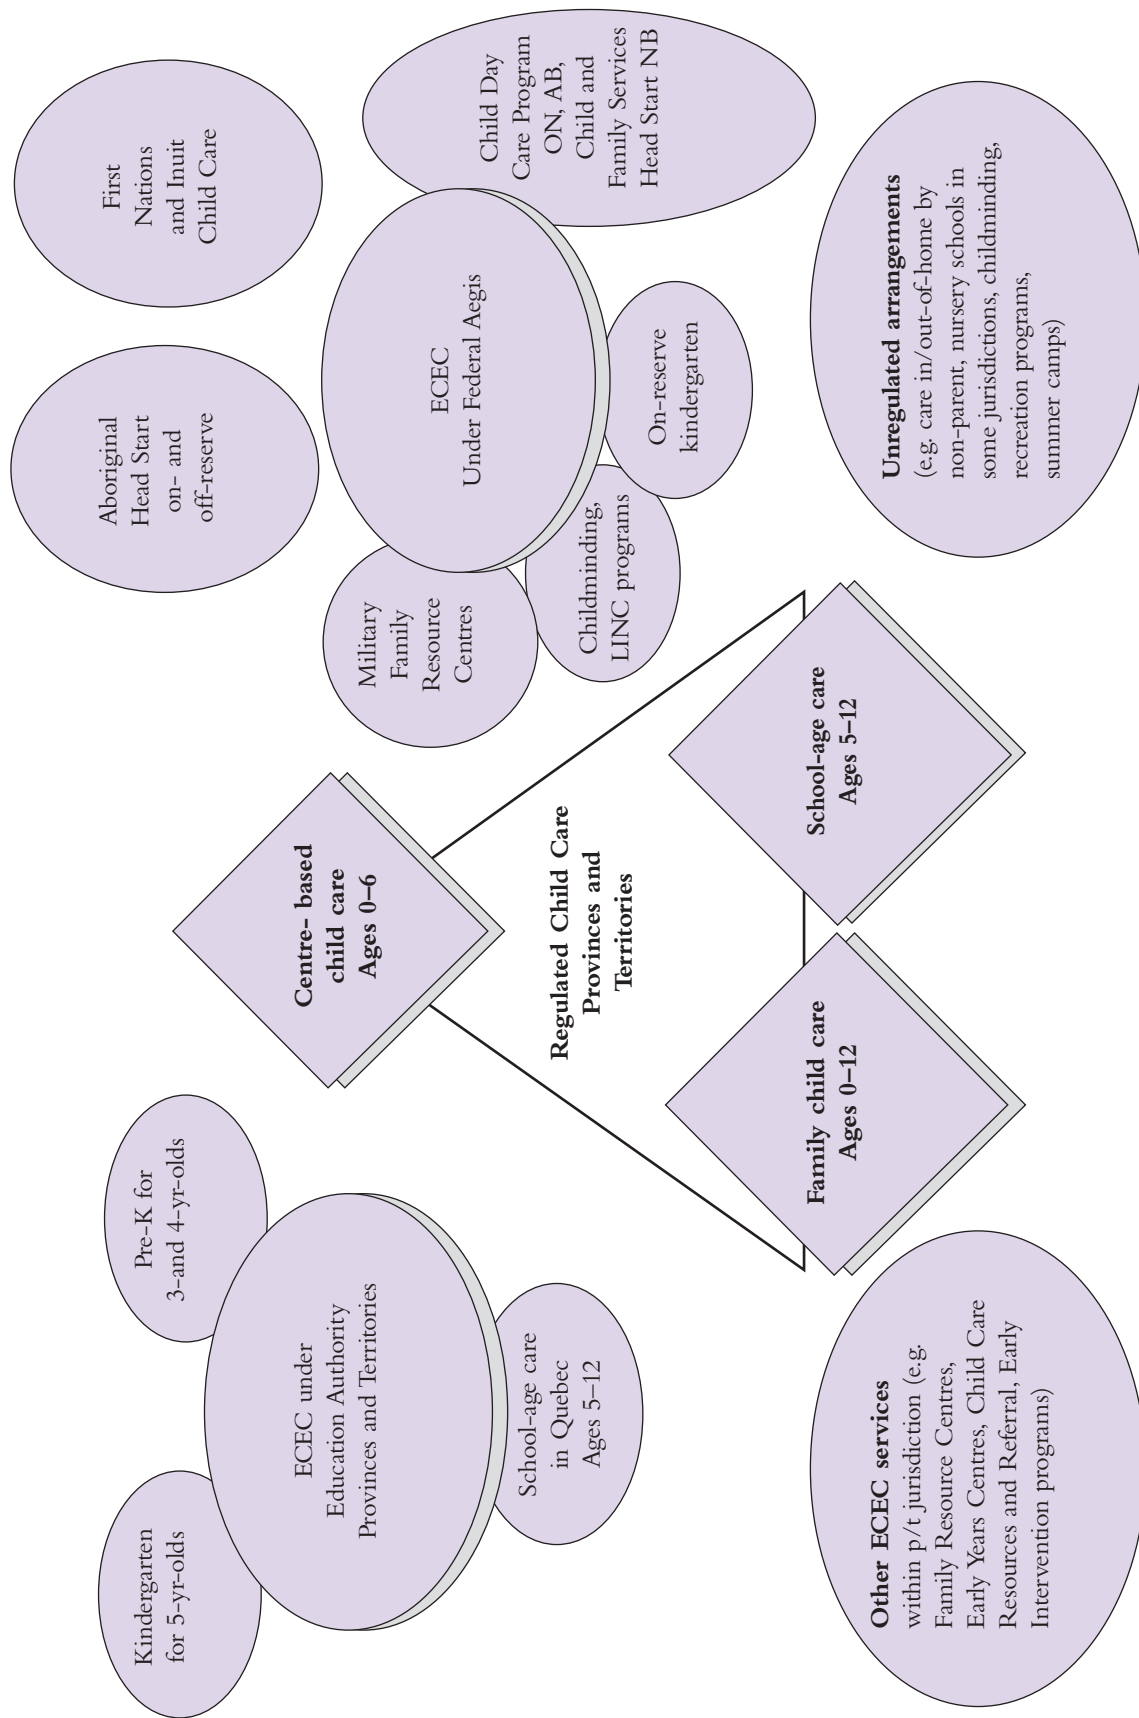 Kindergarten
for 5-yr-olds
Pre-K for
3-and 4-yr-olds
ECEC under
Education Authority
Provinces and Territories
School-age care
in Quebec
Ages 5–12
Other ECEC services
within p/t jurisdiction (e.g.
Family Resource Centres,
Early Years Centres, Child Care
Resources and Referral, Early
Intervention programs)
Centre- based
child care
Ages 0–6
Regulated Child Care
Provinces and
Territories
Family child care
Ages 0–12
School-age care
Ages 5–12
Aboriginal
Head Start
on- and
off-reserve
First
Nations
and Inuit
Child Care
Military
Family
Resource
Centres
ECEC
Under Federal Aegis
Child Day
Care Program
ON, AB,
Child and
Family Services
Head Start NB
Childminding,
LINC programs
On-reserve
kindergarten
Unregulated arrangements
(e.g. care in/out-of-home by
non-parent, nursery schools in
some jurisdictions, childminding,
recreation programs,
summer camps)